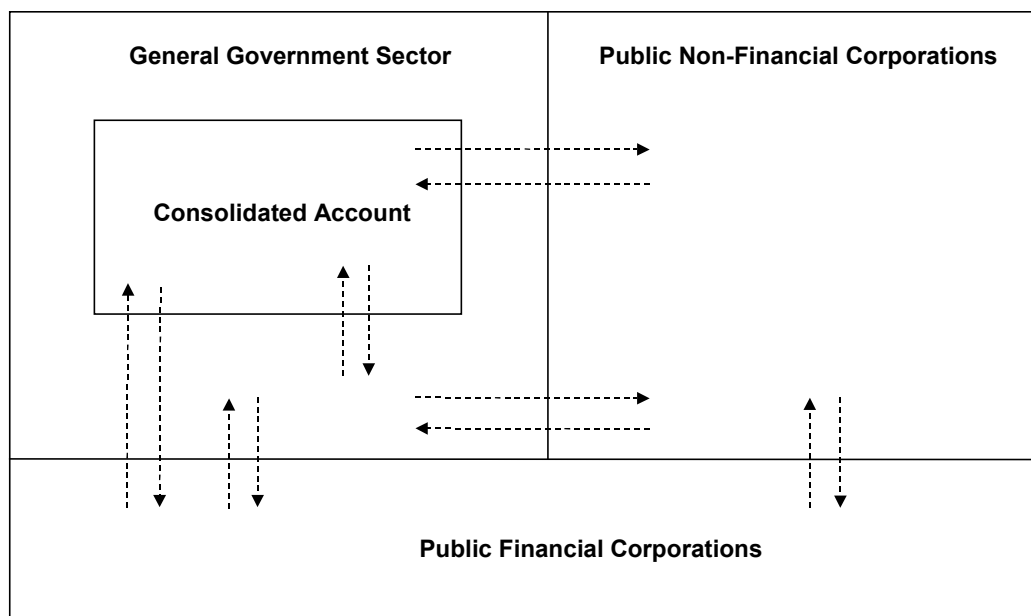 General Government Sector
Public Non-Financial Corporations
Consolidated Account
Public Financial Corporations